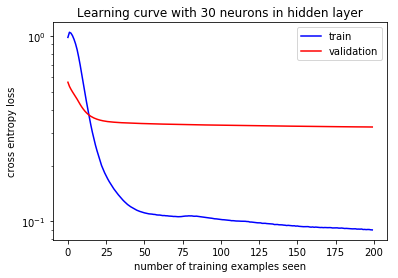 Learning curve with 30 neurons in hidden layer
train
validation
10⁰
10⁻¹
cross entropy loss
0 25 50 75 100 125 150 175 200
number of training examples seen